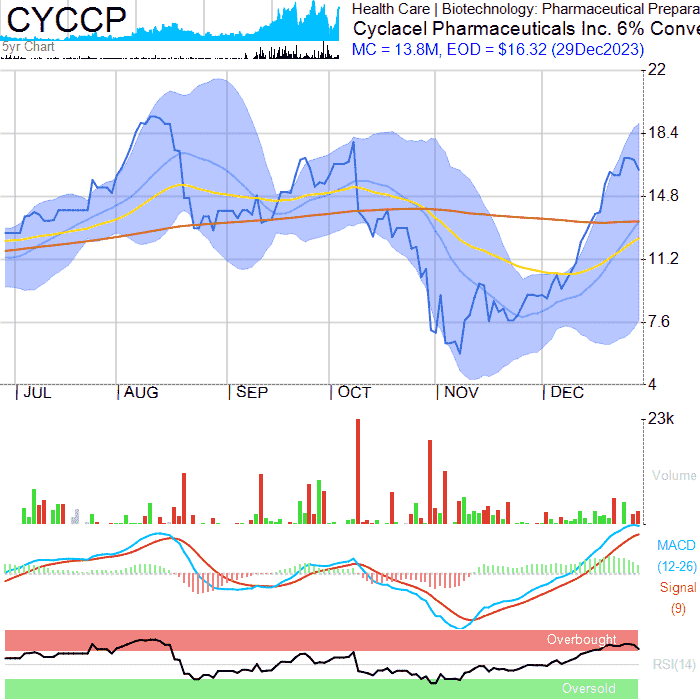 CYCCP
5yr Chart
Health Care | Biotechnology: Pharmaceutical Prepara
Cyclacel Pharmaceuticals Inc. 6% Conve
MC = 13.8M, EOD = $16.32 (29Dec2023)
22
18.4
14.8
11.2
7.6
4
JUL AUG SEP OCT NOV DEC
23k
Volume
MACD
(12-26)
Signal
(9)
Overbought
RSI(14)
Oversold